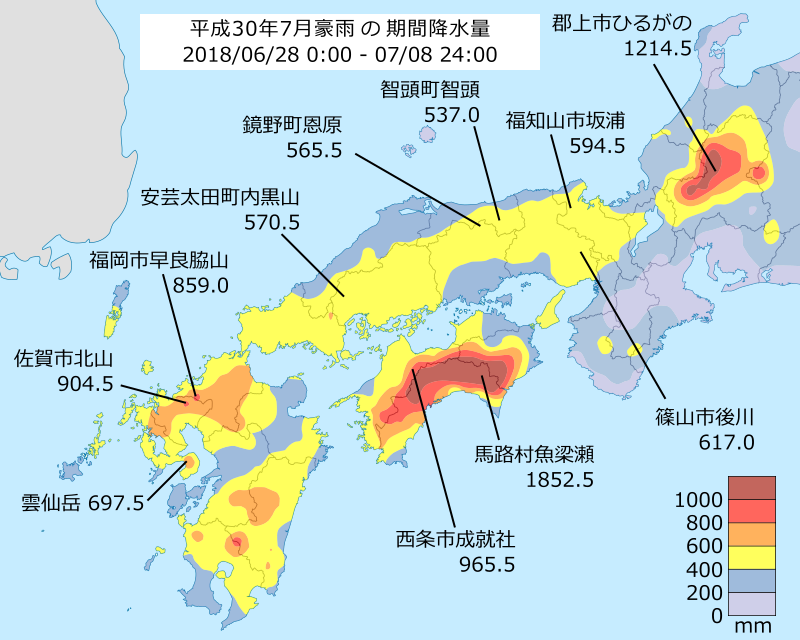 平成30年7月豪雨 の 期間降水量
2018/06/28 0:00 - 07/08 24:00
郡上市ひるがの
1214.5
智頭町智頭
537.0
福知山市坂浦
594.5
鏡野町恩原
565.5
安芸太田町内黒山
570.5
福岡市早良脇山
859.0
佐賀市北山
904.5
雲仙岳 697.5
篠山市後川
617.0
馬路村魚梁瀬
1852.5
西条市成就社
965.5
1000
800
600
400
200
0
mm